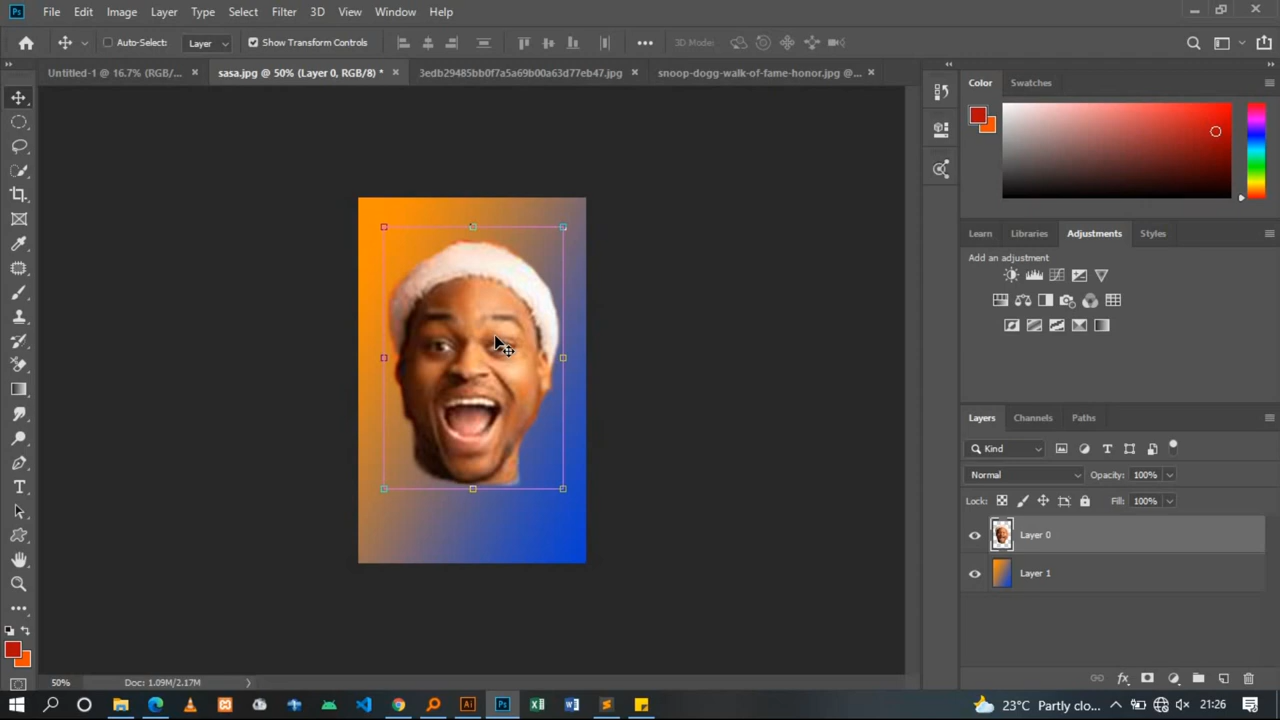 Ps File Edit Image Layer Type Select Filter 3D View Window Help
Auto-Select: Layer Show Transform Controls 3D Mode:
Untitled-1 @ 16.7% (RGB/... sasa.jpg @ 50% (Layer 0, RGB/8) * 3edb29485bb0f7a5a69b00a63d77eb47.jpg snoop-dogg-walk-of-fame-honor.jpg @...
Color Swatches
Learn Libraries Adjustments Styles
Add an adjustment
Layers Channels Paths
Kind
Normal Opacity: 100%
Lock: Fill: 100%
Layer 0
Layer 1
50% Doc: 1.09M/2.17M
Ai Ps 23°C Partly clo... 21:26